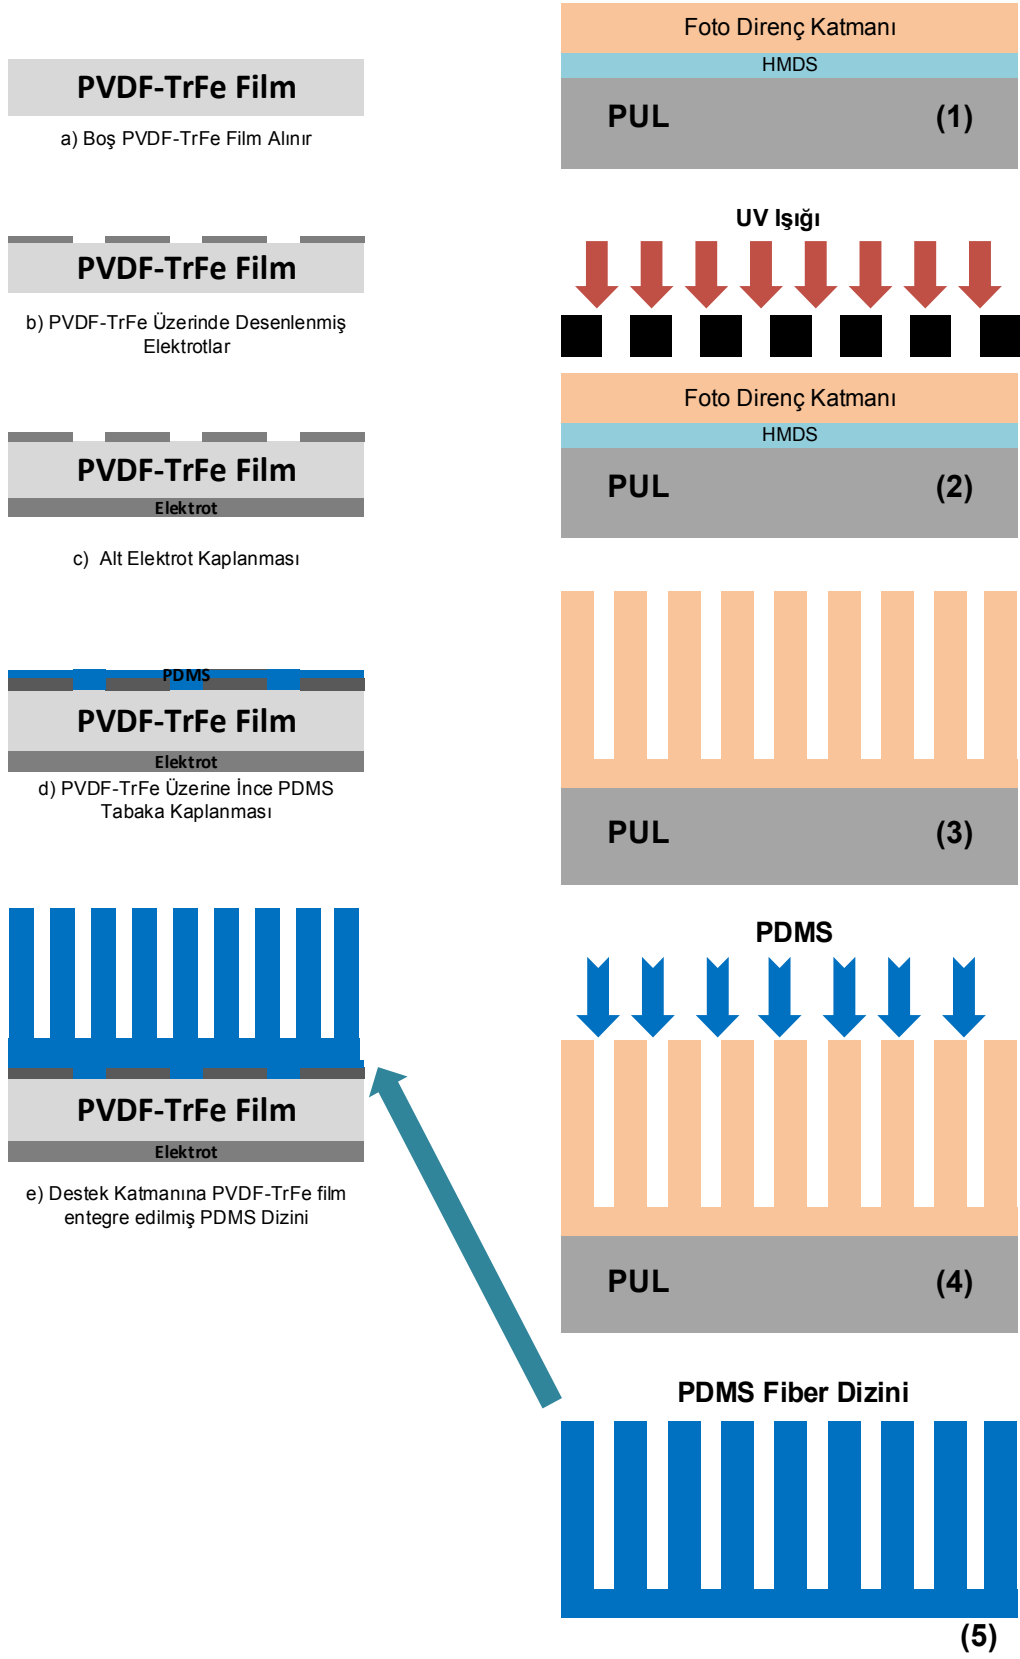 PVDF-TrFe Film
a) Boş PVDF-TrFe Film Alınır
PVDF-TrFe Film
b) PVDF-TrFe Üzerinde Desenlenmiş
Elektrotlar
PVDF-TrFe Film
Elektrot
c) Alt Elektrot Kaplanması
PDMS
PVDF-TrFe Film
Elektrot
d) PVDF-TrFe Üzerine İnce PDMS
Tabaka Kaplanması
PVDF-TrFe Film
Elektrot
e) Destek Katmanına PVDF-TrFe film
entegre edilmiş PDMS Dizini
Foto Direnç Katmanı
HMDS
PUL (1)
UV Işığı
Foto Direnç Katmanı
HMDS
PUL (2)
PUL (3)
PDMS
PUL (4)
PDMS Fiber Dizini
(5)